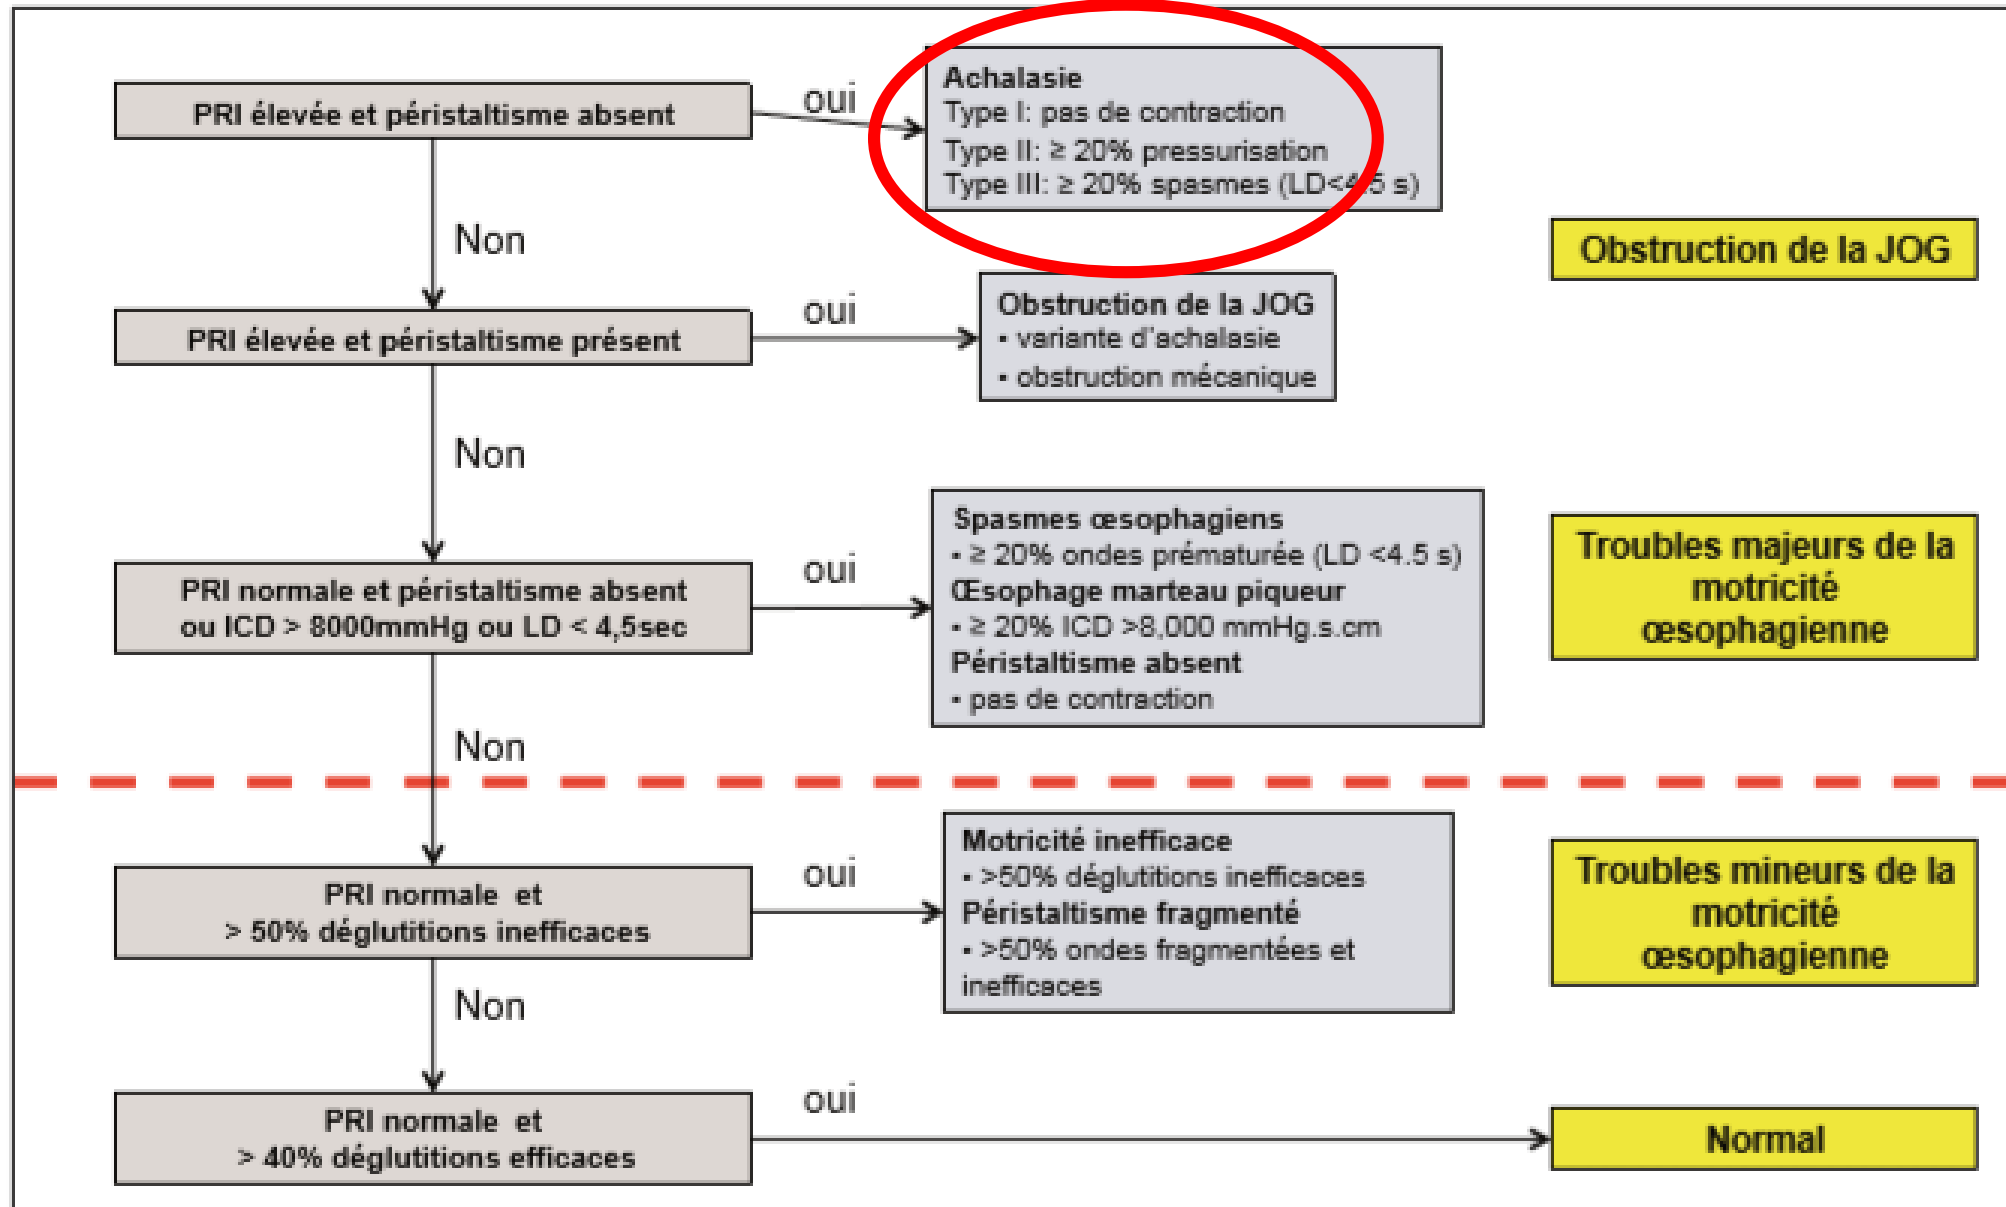 PRI élevée et péristaltisme absent
oui
Achalasie
Type I: pas de contraction
Type II: ≥ 20% pressurisation
Type III: ≥ 20% spasmes (LD<4.5 s)
Non
Obstruction de la JOG
PRI élevée et péristaltisme présent
oui
Obstruction de la JOG
▪ variante d'achalasie
▪ obstruction mécanique
Non
PRI normale et péristaltisme absent
ou ICD > 8000mmHg ou LD < 4,5sec
oui
Spasmes œsophagiens
▪ ≥ 20% ondes prématurée (LD <4.5 s)
Œsophage marteau piqueur
▪ ≥ 20% ICD >8,000 mmHg.s.cm
Péristaltisme absent
▪ pas de contraction
Troubles majeurs de la
motricité
œsophagienne
Non
PRI normale et
> 50% déglutitions inefficaces
oui
Motricité inefficace
▪ >50% déglutitions inefficaces
Péristaltisme fragmenté
▪ >50% ondes fragmentées et
inefficaces
Troubles mineurs de la
motricité
œsophagienne
Non
PRI normale et
> 40% déglutitions efficaces
oui
Normal